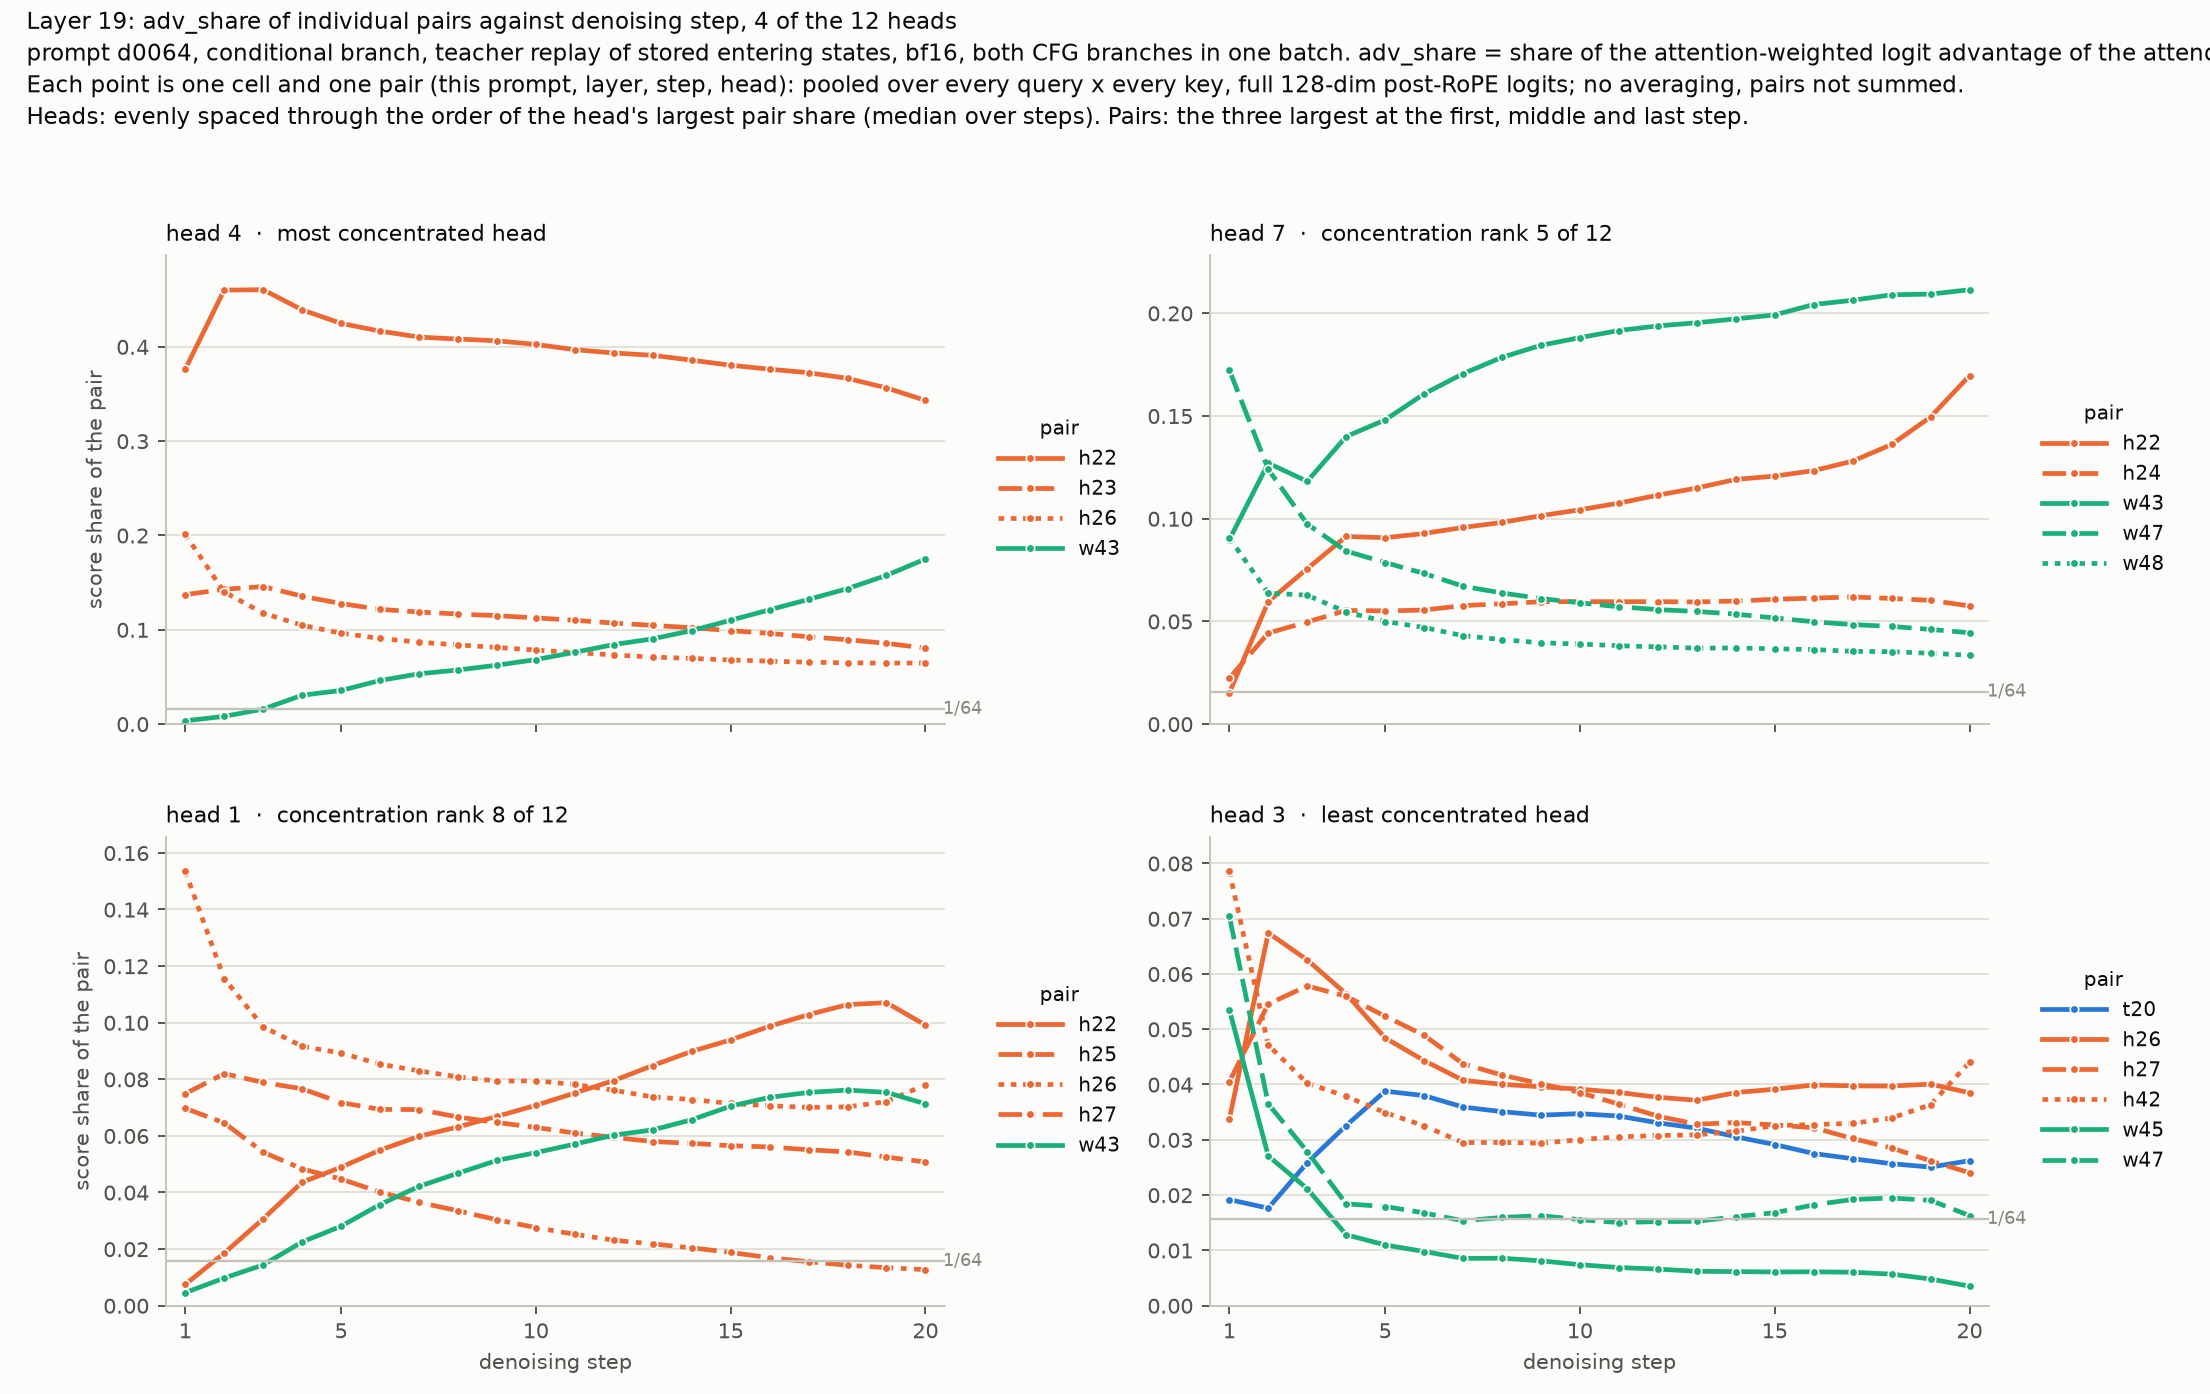 Layer 19: adv_share of individual pairs against denoising step, 4 of the 12 heads
prompt d0064, conditional branch, teacher replay of stored entering states, bf16, both CFG branches in one batch. adv_share = share of the attention-weighted logit advantage of the
Each point is one cell and one pair (this prompt, layer, step, head): pooled over every query x every key, full 128-dim post-RoPE logits; no averaging, pairs not summed.
Heads: evenly spaced through the order of the head's largest pair share (median over steps). Pairs: the three largest at the first, middle and last step.
head 4 · most concentrated head
score share of the pair
0.4
0.3
0.2
0.1
0.0
1/64
pair
h22
h23
h26
w43
head 7 · concentration rank 5 of 12
0.20
0.15
0.10
0.05
0.00
1/64
pair
h22
h24
w43
w47
w48
head 1 · concentration rank 8 of 12
score share of the pair
0.16
0.14
0.12
0.10
0.08
0.06
0.04
0.02
0.00
1/64
1 5 10 15 20
denoising step
pair
h22
h25
h26
h27
w43
head 3 · least concentrated head
0.08
0.07
0.06
0.05
0.04
0.03
0.02
0.01
0.00
1/64
1 5 10 15 20
denoising step
pair
t20
h26
h27
h42
w45
w47